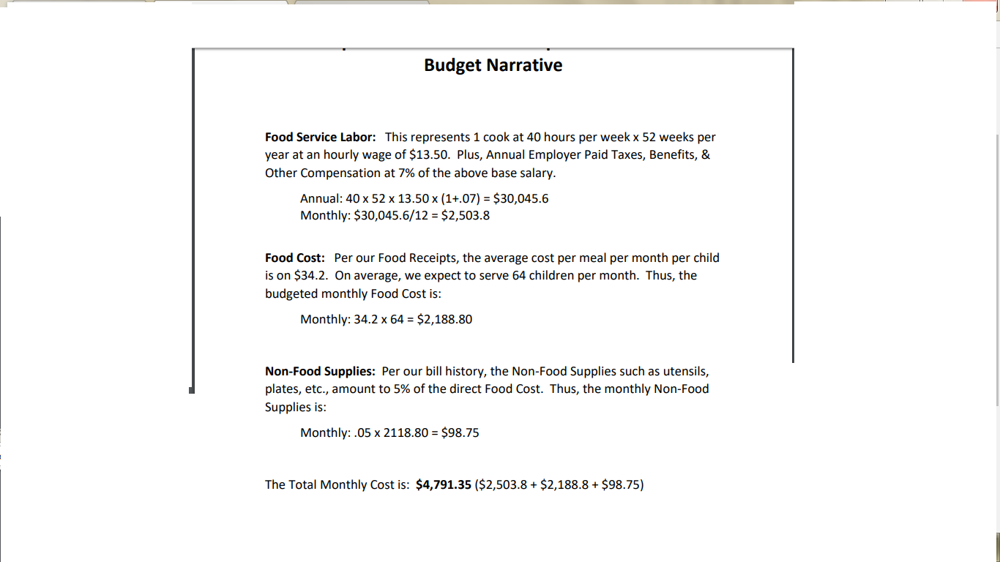 Budget Narrative
Food Service Labor: This represents 1 cook at 40 hours per week x 52 weeks per
year at an hourly wage of $13.50. Plus, Annual Employer Paid Taxes, Benefits, &
Other Compensation at 7% of the above base salary.
Annual: 40 x 52 x 13.50 x (1+.07) = $30,045.6
Monthly: $30,045.6/12 = $2,503.8
Food Cost: Per our Food Receipts, the average cost per meal per month per child
is on $34.2. On average, we expect to serve 64 children per month. Thus, the
budgeted monthly Food Cost is:
Monthly: 34.2 x 64 = $2,188.80
Non-Food Supplies: Per our bill history, the Non-Food Supplies such as utensils,
plates, etc., amount to 5% of the direct Food Cost. Thus, the monthly Non-Food
Supplies is:
Monthly: .05 x 2118.80 = $98.75
The Total Monthly Cost is: $4,791.35 ($2,503.8 + $2,188.8 + $98.75)